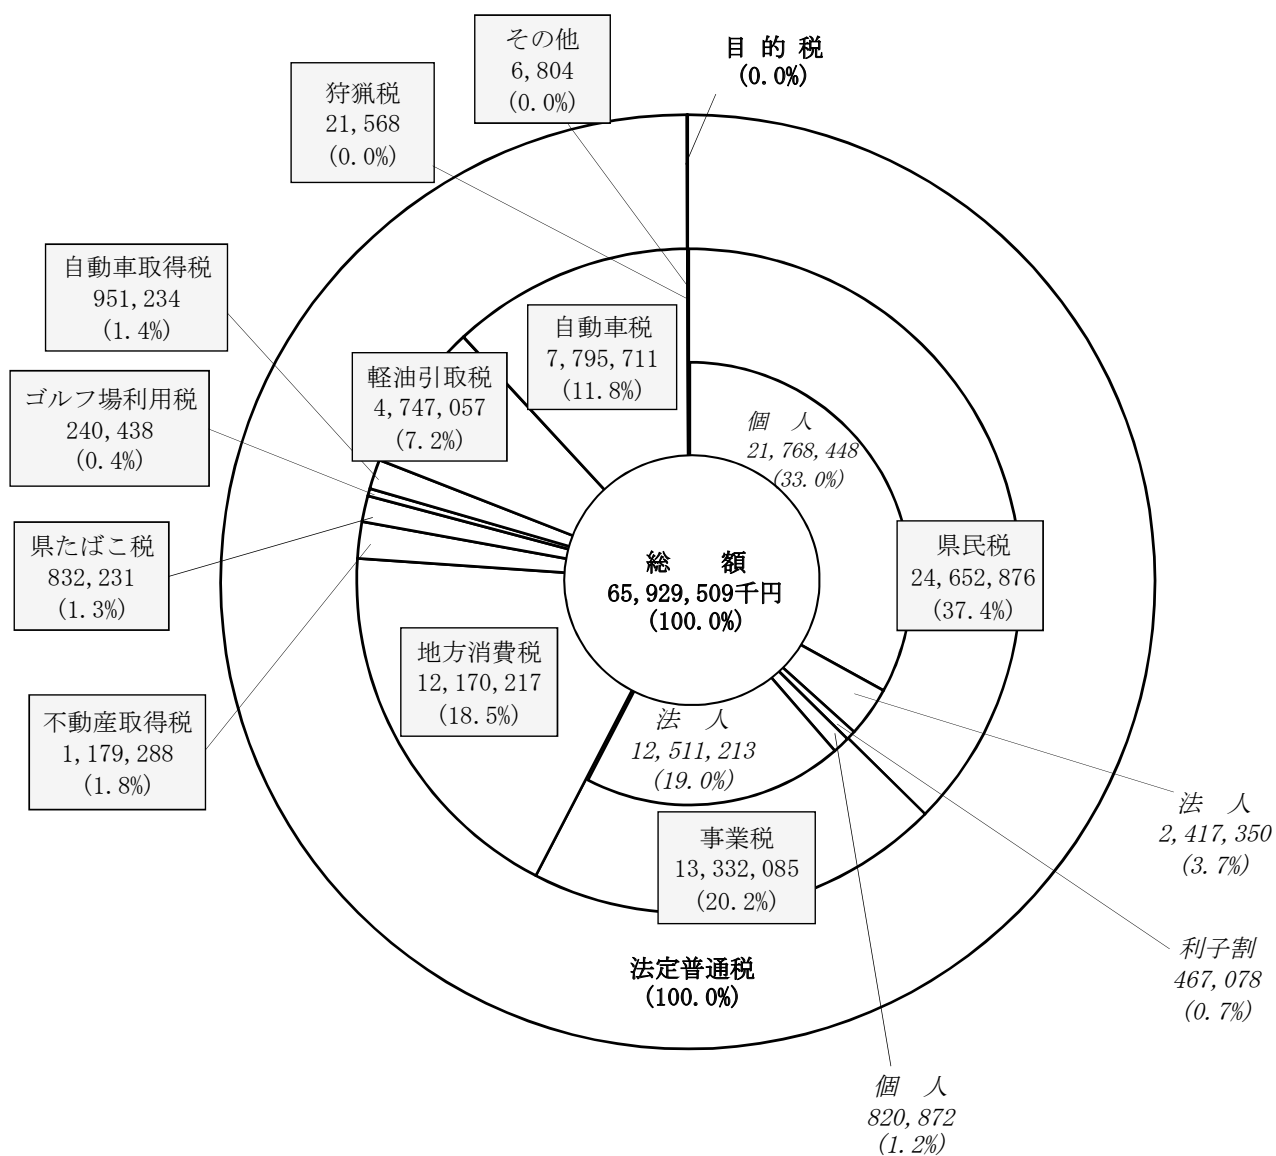 その他
6,804
(0.0%)
目 的 税
(0.0%)
狩猟税
21,568
(0.0%)
自動車取得税
951,234
(1.4%)
自動車税
7,795,711
(11.8%)
軽油引取税
4,747,057
(7.2%)
ゴルフ場利用税
240,438
(0.4%)
個　人
21,768,448
(33.0%)
県たばこ税
832,231
(1.3%)
総　　額
65,929,509千円
(100.0%)
県民税
24,652,876
(37.4%)
地方消費税
12,170,217
(18.5%)
不動産取得税
1,179,288
(1.8%)
法　人
12,511,213
(19.0%)
事業税
13,332,085
(20.2%)
法　人
2,417,350
(3.7%)
利子割
467,078
(0.7%)
法定普通税
(100.0%)
個　人
820,872
(1.2%)